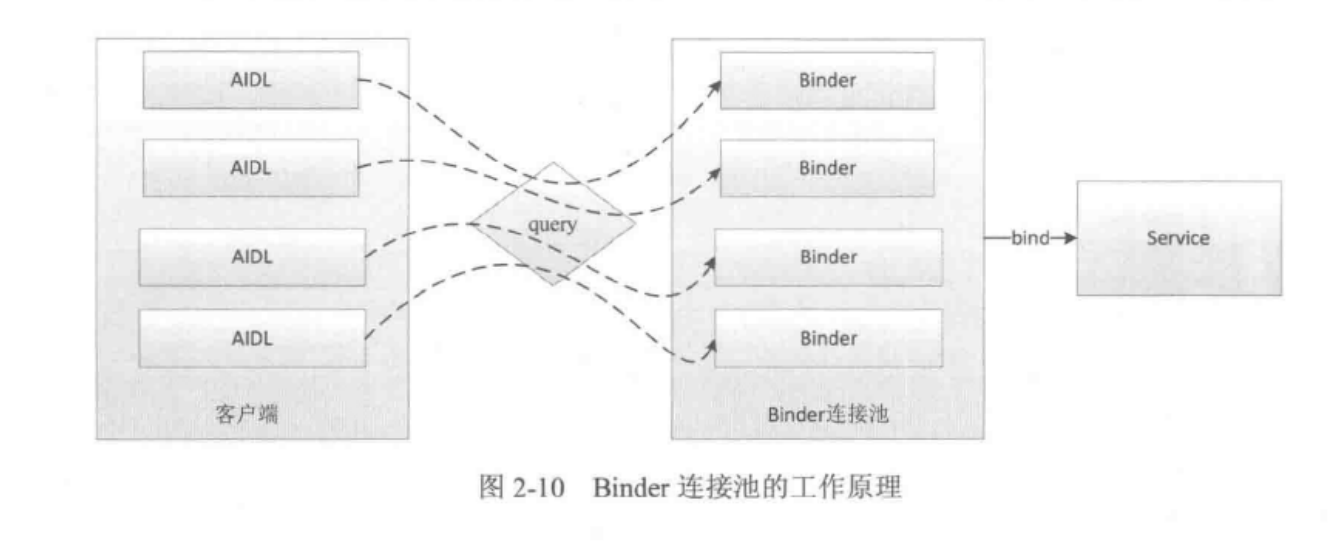 AIDL
AIDL
AIDL
AIDL
客户端
query
Binder
Binder
Binder
Binder
Binder连接池
bind
Service
图 2-10 Binder 连接池的工作原理